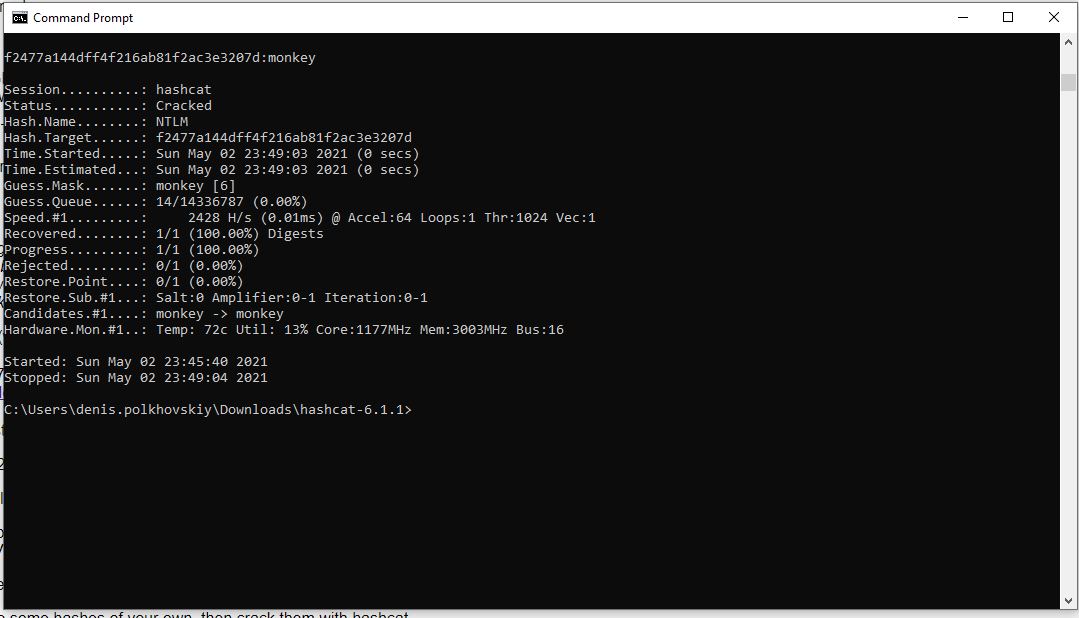 Command Prompt
f2477a144dff4f216ab81f2ac3e3207d:monkey
Session..........: hashcat
Status...........: Cracked
Hash.Name........: NTLM
Hash.Target......: f2477a144dff4f216ab81f2ac3e3207d
Time.Started.....: Sun May 02 23:49:03 2021 (0 secs)
Time.Estimated...: Sun May 02 23:49:03 2021 (0 secs)
Guess.Mask.......: monkey [6]
Guess.Queue......: 14/14336787 (0.00%)
Speed.#1.........:     2428 H/s (0.01ms) @ Accel:64 Loops:1 Thr:1024 Vec:1
Recovered........: 1/1 (100.00%) Digests
Progress.........: 1/1 (100.00%)
Rejected.........: 0/1 (0.00%)
Restore.Point....: 0/1 (0.00%)
Restore.Sub.#1...: Salt:0 Amplifier:0-1 Iteration:0-1
Candidates.#1....: monkey -> monkey
Hardware.Mon.#1..: Temp: 72c Util: 13% Core:1177MHz Mem:3003MHz Bus:16
Started: Sun May 02 23:45:40 2021
Stopped: Sun May 02 23:49:04 2021
C:\Users\denis.polkhovskiy\Downloads\hashcat-6.1.1>
some hashes of your own, then crack them with hashcat